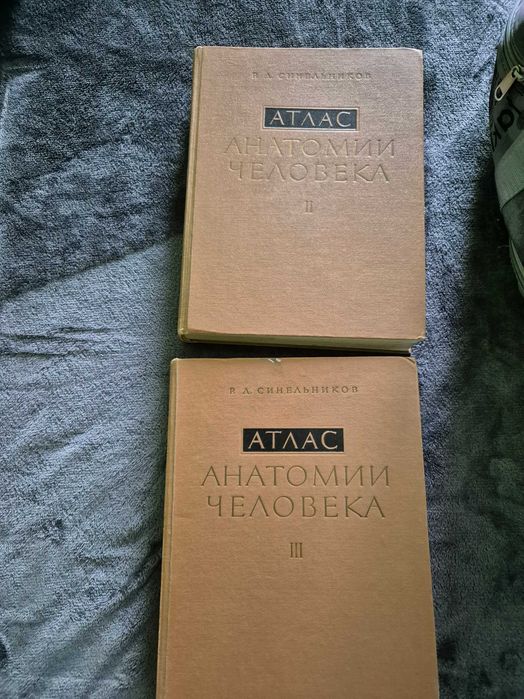 Р. Д. СИНЕЛЬНИКОВ
АТЛАС
АНАТОМИИ
ЧЕЛОВЕКА
II
Р. Д. СИНЕЛЬНИКОВ
АТЛАС
АНАТОМИИ
ЧЕЛОВЕКА
III